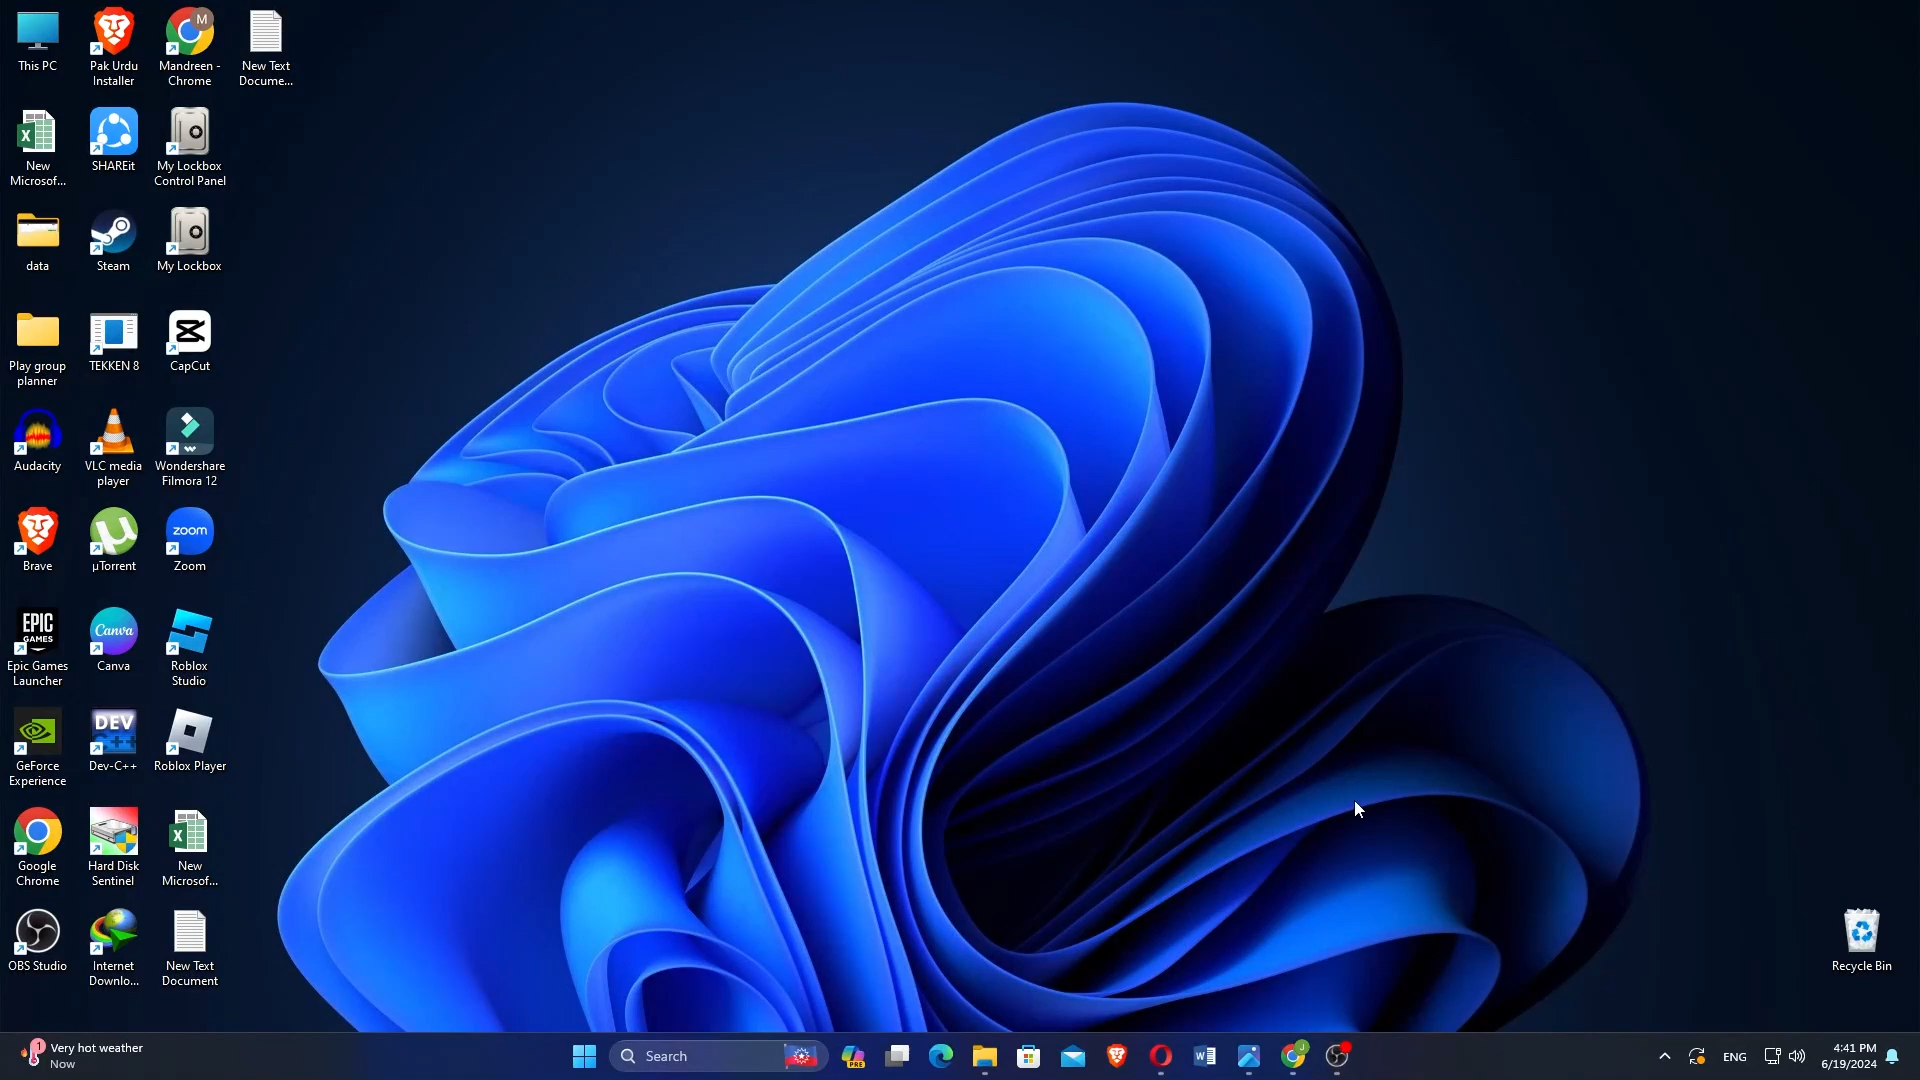 This PC
Pak Urdu
Installer
M
Mandreen -
Chrome
New Text
Docume...
New
Microsof...
SHAREit
My Lockbox
Control Panel
data
Steam
My Lockbox
Play group
planner
TEKKEN 8
CapCut
Audacity
VLC media
player
Wondershare
Filmora 12
Brave
µTorrent
zoom
Zoom
EPIC
GAMES
Epic Games
Launcher
Canva
Canva
Roblox
Studio
GeForce
Experience
DEV
C++
Dev-C++
Roblox Player
Google
Chrome
Hard Disk
Sentinel
New
Microsof...
OBS Studio
Internet
Downlo...
New Text
Document
Recycle Bin
1
Very hot weather
Now
Search
PRE
J
ENG
4:41 PM
6/19/2024